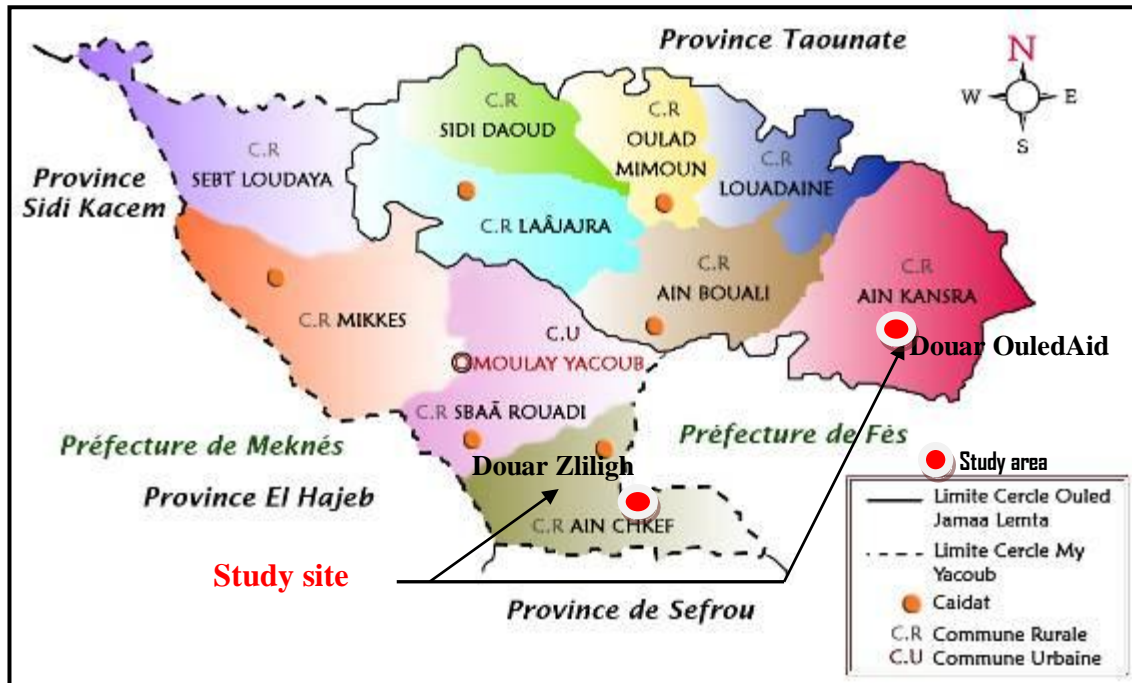 Province Taounate
N
W E
S
C.R
SIDI DAOUD
C.R
OULAD
MIMOUN
C.R
LOUADAINE
C.R
SEBT LOUDAYA
Province
Sidi Kacem
C.R LAÂJAJRA
C.R
AIN BOUALI
C.R
AIN KANSRA
C.R MIKKES
C.U
MOULAY YACOUB
Douar OuledAid
C.R SBAÃ ROUADI
Préfecture de Meknés
Préfecture de Fès
Douar Zliligh
Province El Hajeb
C.R AIN CHKEF
Study site
Province de Sefrou
Study area
Limite Cercle Ouled
Jamaa Lemta
Limite Cercle My
Yacoub
Caidat
C.R Commune Rurale
C.U Commune Urbaine